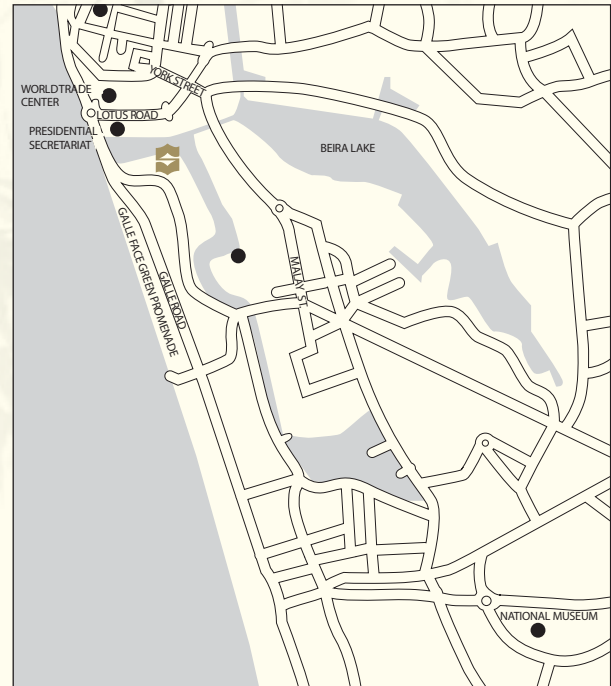 YORK STREET
WORLDTRADE
CENTER
LOTUS ROAD
PRESIDENTIAL
SECRETARIAT
BEIRA LAKE
GALLE FACE GREEN PROMENADE
GALLE ROAD
MALAY ST.
NATIONAL MUSEUM